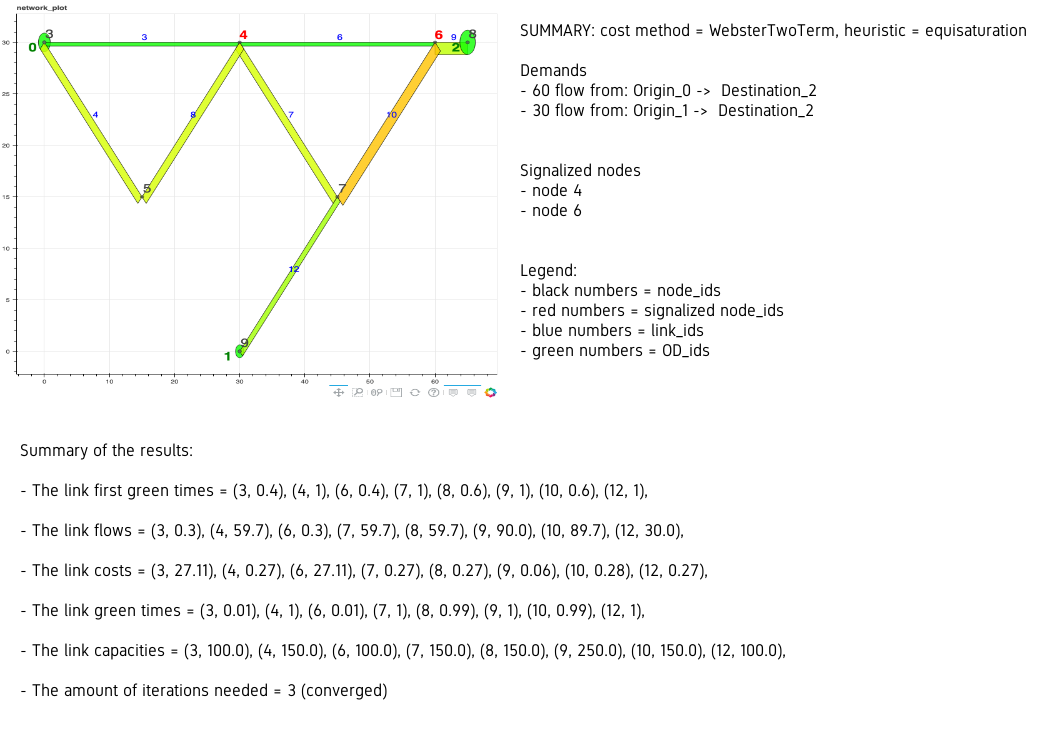 network_plot
SUMMARY: cost method = WebsterTwoTerm, heuristic = equisaturation
Demands
- 60 flow from: Origin_0 -> Destination_2
- 30 flow from: Origin_1 -> Destination_2
Signalized nodes
- node 4
- node 6
Legend:
- black numbers = node_ids
- red numbers = signalized node_ids
- blue numbers = link_ids
- green numbers = OD_ids
30
25
20
15
10
5
0
0 10 20 30 40 50 60
3 3 4 6 6 9 8
0 2
4 8 7 10
5 7
12
9
1
Summary of the results:
- The link first green times = (3, 0.4), (4, 1), (6, 0.4), (7, 1), (8, 0.6), (9, 1), (10, 0.6), (12, 1),
- The link flows = (3, 0.3), (4, 59.7), (6, 0.3), (7, 59.7), (8, 59.7), (9, 90.0), (10, 89.7), (12, 30.0),
- The link costs = (3, 27.11), (4, 0.27), (6, 27.11), (7, 0.27), (8, 0.27), (9, 0.06), (10, 0.28), (12, 0.27),
- The link green times = (3, 0.01), (4, 1), (6, 0.01), (7, 1), (8, 0.99), (9, 1), (10, 0.99), (12, 1),
- The link capacities = (3, 100.0), (4, 150.0), (6, 100.0), (7, 150.0), (8, 150.0), (9, 250.0), (10, 150.0), (12, 100.0),
- The amount of iterations needed = 3 (converged)